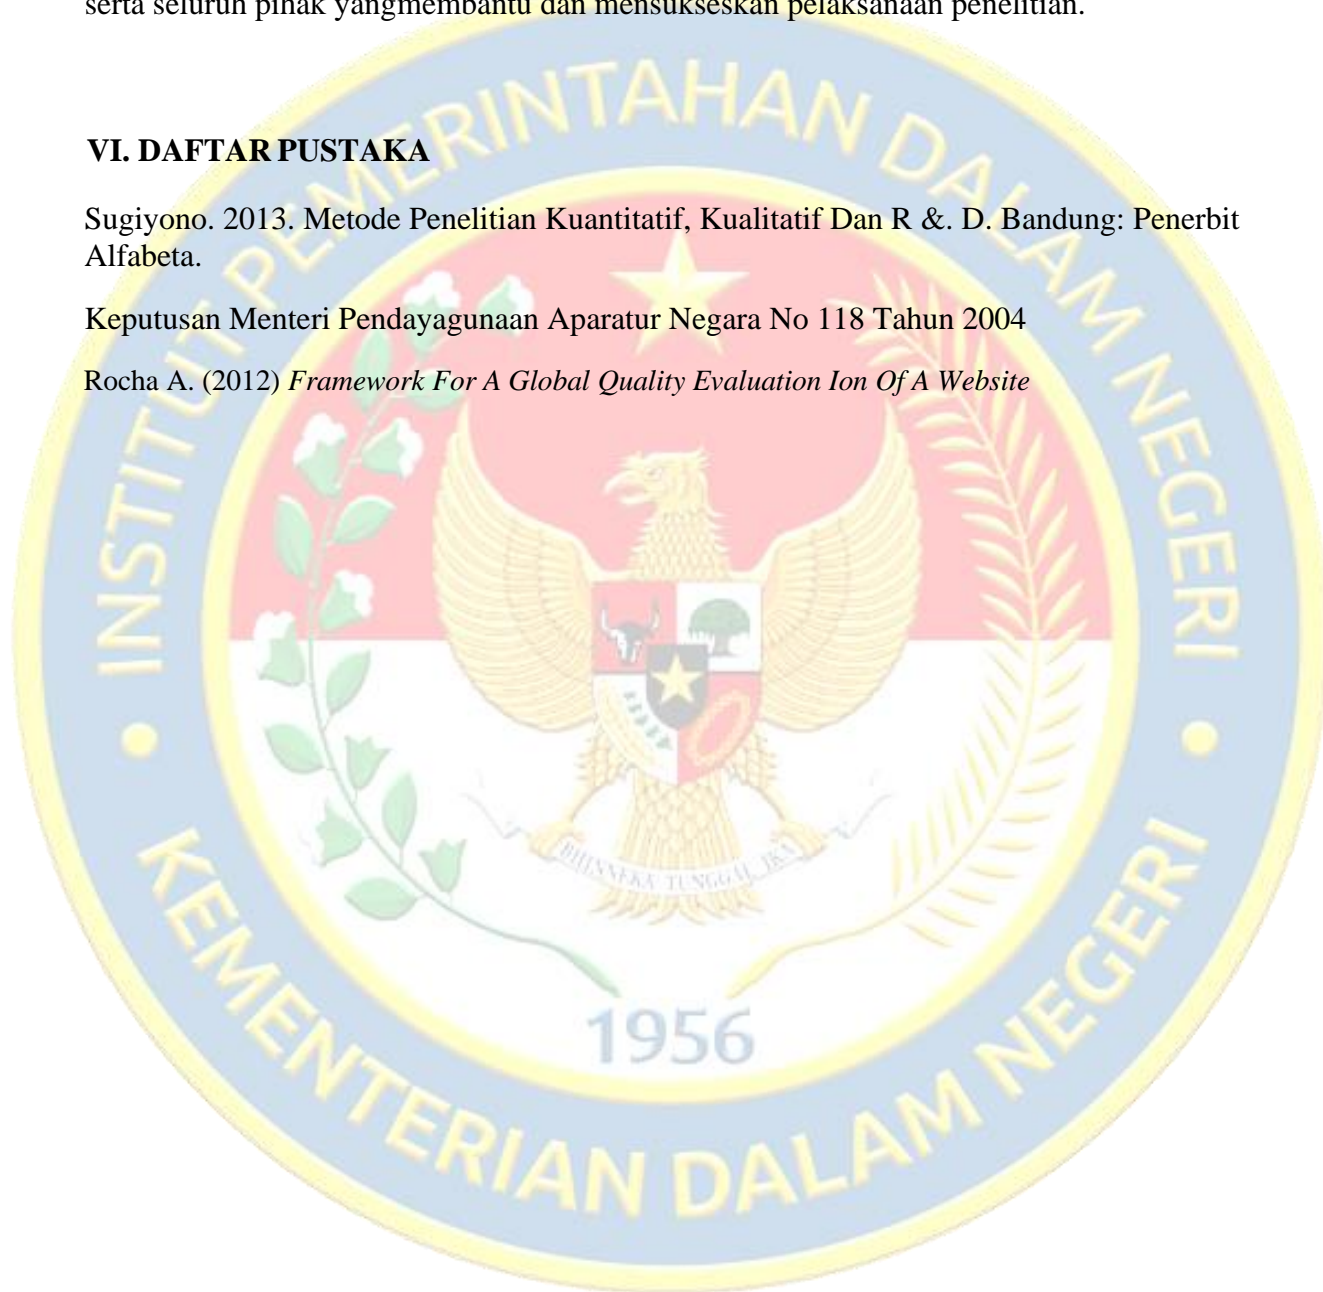 serta seluruh pihak yangmembantu dan mensukseskan pelaksanaan penelitian.
VI. DAFTAR PUSTAKA
Sugiyono. 2013. Metode Penelitian Kuantitatif, Kualitatif Dan R &. D. Bandung: Penerbit
Alfabeta.
Keputusan Menteri Pendayagunaan Aparatur Negara No 118 Tahun 2004
Rocha A. (2012) Framework For A Global Quality Evaluation Ion Of A Website
INSTITUT PEMERINTAHAN DALAM NEGERI
BHINNEKA TUNGGAL IKA
1956
KEMENTERIAN DALAM NEGERI